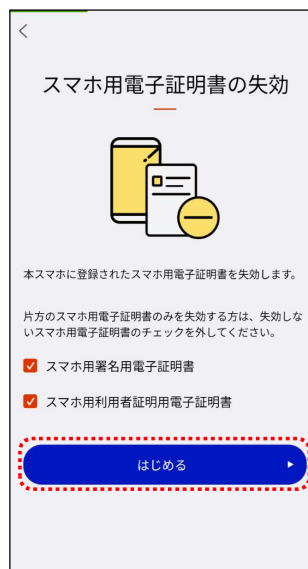 スマホ用電子証明書の失効
本スマホに登録されたスマホ用電子証明書を失効します。
片方のスマホ用電子証明書のみを失効する方は、失効しな
いスマホ用電子証明書のチェックを外してください。
スマホ用署名用電子証明書
スマホ用利用者証明用電子証明書
はじめる